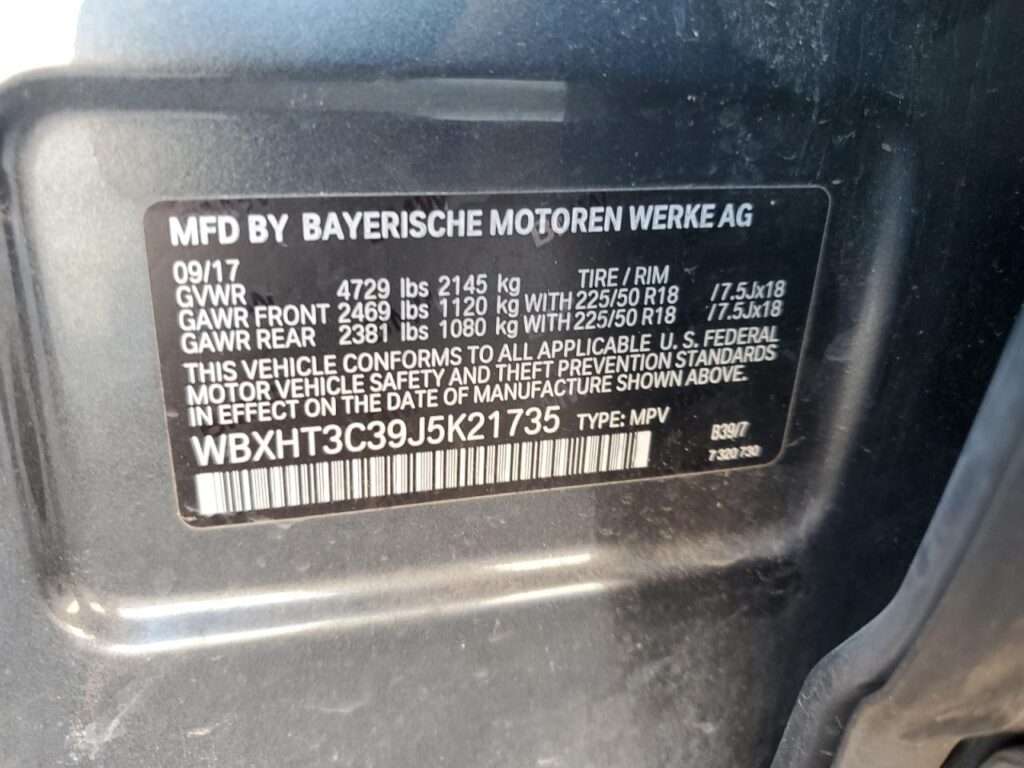 MFD BY BAYERISCHE MOTOREN WERKE AG
09/17 TIRE / RIM
GVWR 4729 lbs 2145 kg
GAWR FRONT 2469 lbs 1120 kg WITH 225/50 R18 /7.5Jx18
GAWR REAR 2381 lbs 1080 kg WITH 225/50 R18 /7.5Jx18
THIS VEHICLE CONFORMS TO ALL APPLICABLE U. S. FEDERAL
MOTOR VEHICLE SAFETY AND THEFT PREVENTION STANDARDS
IN EFFECT ON THE DATE OF MANUFACTURE SHOWN ABOVE.
WBXHT3C39J5K21735 TYPE: MPV B39/7
7 320 730